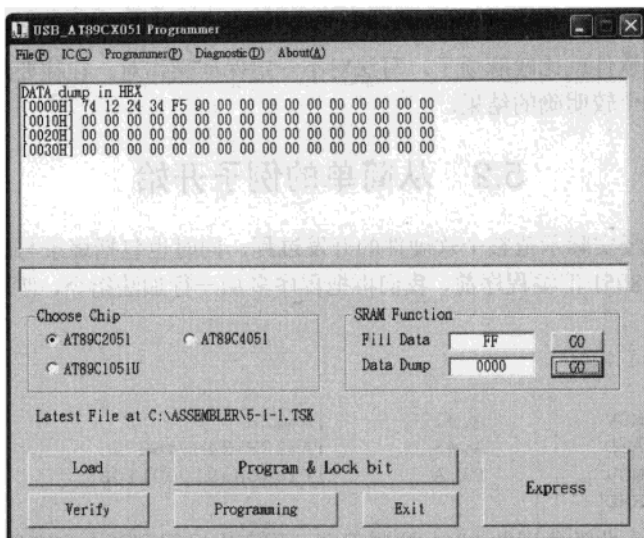 USB_AT89CX051 Programmer
File(F) IC(C) Programmer(P) Diagnostic(D) About(A)
DATA dump in HEX
[0000H] 74 12 24 34 F5 90 00 00 00 00 00 00 00 00 00 00
[0010H] 00 00 00 00 00 00 00 00 00 00 00 00 00 00 00 00
[0020H] 00 00 00 00 00 00 00 00 00 00 00 00 00 00 00 00
[0030H] 00 00 00 00 00 00 00 00 00 00 00 00 00 00 00 00
Choose Chip
AT89C2051 AT89C4051
AT89C1051U
SRAM Function
Fill Data FF GO
Data Dump 0000 GO
Latest File at C:\ASSEMBLER\5-1-1.TSK
Load Program & Lock bit
Express
Verify Programming Exit